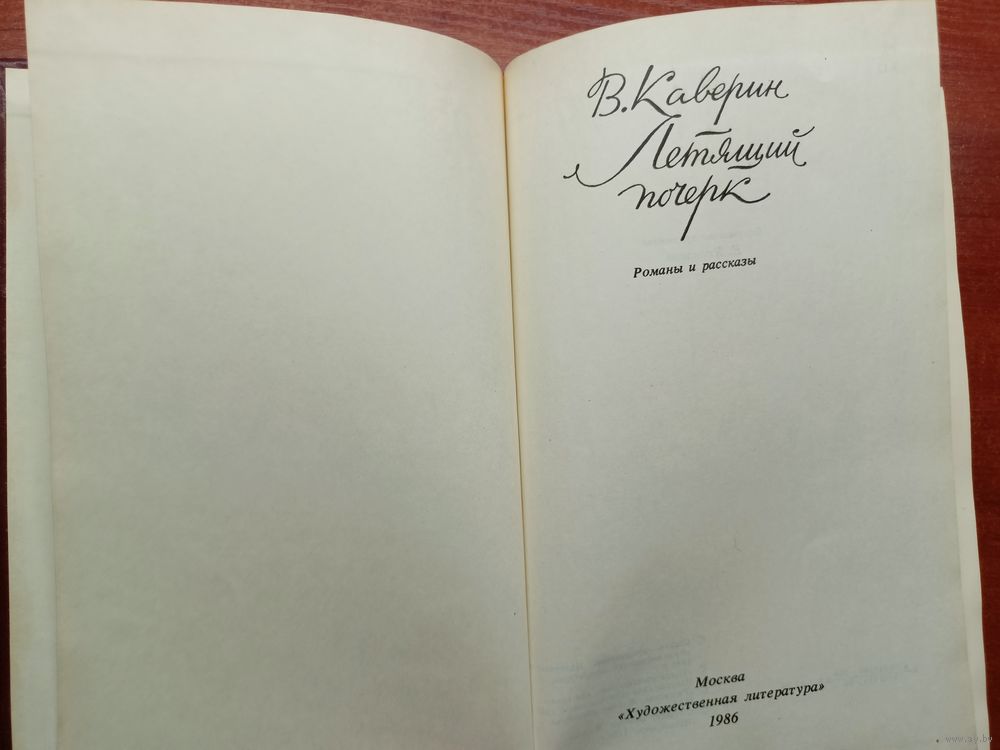 В. Каверин
Летящий
почерк
Романы и рассказы
Москва
«Художественная литература»
1986